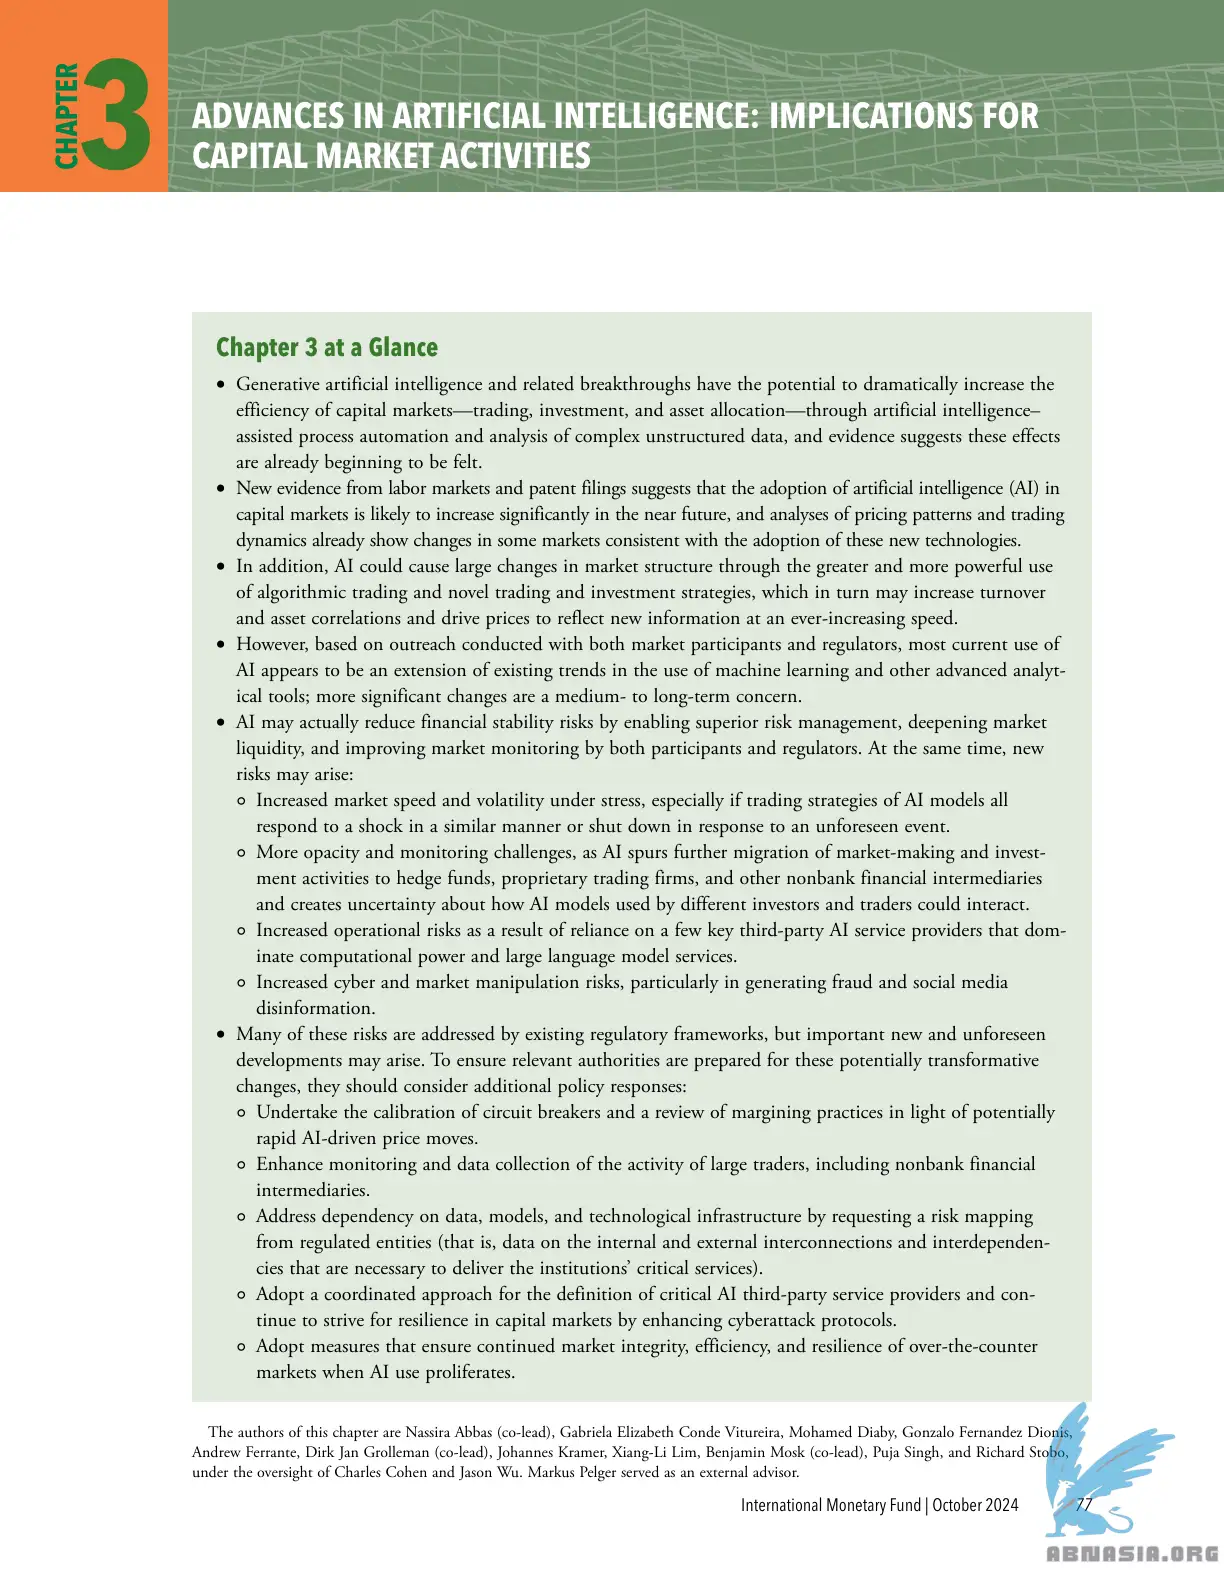 CHAPTER
3
ADVANCES IN ARTIFICIAL INTELLIGENCE: IMPLICATIONS FOR
CAPITAL MARKET ACTIVITIES
Chapter 3 at a Glance
• Generative artificial intelligence and related breakthroughs have the potential to dramatically increase the
efficiency of capital markets—trading, investment, and asset allocation—through artificial intelligence–
assisted process automation and analysis of complex unstructured data, and evidence suggests these effects
are already beginning to be felt.
• New evidence from labor markets and patent filings suggests that the adoption of artificial intelligence (AI) in
capital markets is likely to increase significantly in the near future, and analyses of pricing patterns and trading
dynamics already show changes in some markets consistent with the adoption of these new technologies.
• In addition, AI could cause large changes in market structure through the greater and more powerful use
of algorithmic trading and novel trading and investment strategies, which in turn may increase turnover
and asset correlations and drive prices to reflect new information at an ever-increasing speed.
• However, based on outreach conducted with both market participants and regulators, most current use of
AI appears to be an extension of existing trends in the use of machine learning and other advanced analyt-
ical tools; more significant changes are a medium- to long-term concern.
• AI may actually reduce financial stability risks by enabling superior risk management, deepening market
liquidity, and improving market monitoring by both participants and regulators. At the same time, new
risks may arise:
○ Increased market speed and volatility under stress, especially if trading strategies of AI models all
respond to a shock in a similar manner or shut down in response to an unforeseen event.
○ More opacity and monitoring challenges, as AI spurs further migration of market-making and invest-
ment activities to hedge funds, proprietary trading firms, and other nonbank financial intermediaries
and creates uncertainty about how AI models used by different investors and traders could interact.
○ Increased operational risks as a result of reliance on a few key third-party AI service providers that dom-
inate computational power and large language model services.
○ Increased cyber and market manipulation risks, particularly in generating fraud and social media
disinformation.
• Many of these risks are addressed by existing regulatory frameworks, but important new and unforeseen
developments may arise. To ensure relevant authorities are prepared for these potentially transformative
changes, they should consider additional policy responses:
○ Undertake the calibration of circuit breakers and a review of margining practices in light of potentially
rapid AI-driven price moves.
○ Enhance monitoring and data collection of the activity of large traders, including nonbank financial
intermediaries.
○ Address dependency on data, models, and technological infrastructure by requesting a risk mapping
from regulated entities (that is, data on the internal and external interconnections and interdependen-
cies that are necessary to deliver the institutions’ critical services).
○ Adopt a coordinated approach for the definition of critical AI third-party service providers and con-
tinue to strive for resilience in capital markets by enhancing cyberattack protocols.
○ Adopt measures that ensure continued market integrity, efficiency, and resilience of over-the-counter
markets when AI use proliferates.
The authors of this chapter are Nassira Abbas (co-lead), Gabriela Elizabeth Conde Vitureira, Mohamed Diaby, Gonzalo Fernandez Dionis,
Andrew Ferrante, Dirk Jan Grolleman (co-lead), Johannes Kramer, Xiang-Li Lim, Benjamin Mosk (co-lead), Puja Singh, and Richard Stobo,
under the oversight of Charles Cohen and Jason Wu. Markus Pelger served as an external advisor.
International Monetary Fund | October 2024 77
ABNASIA.ORG